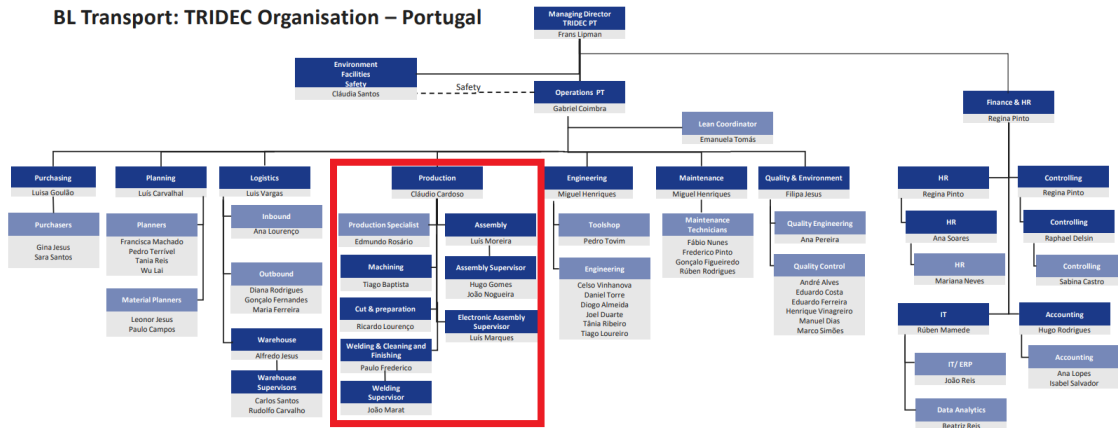 BL Transport: TRIDEC Organisation – Portugal
Managing Director
TRIDEC PT
Frans Lipman
Environment
Facilities
Safety
Cláudia Santos
Safety
Operations PT
Gabriel Coimbra
Lean Coordinator
Emanuela Tomás
Finance & HR
Regina Pinto
Purchasing
Luisa Goulão
Purchasers
Gina Jesus
Sara Santos
Planning
Luís Carvalhal
Planners
Francisca Machado
Pedro Terrível
Tania Reis
Wu Lai
Material Planners
Leonor Jesus
Paulo Campos
Logistics
Luís Vargas
Inbound
Ana Lourenço
Outbound
Diana Rodrigues
Gonçalo Fernandes
Maria Ferreira
Warehouse
Alfredo Jesus
Warehouse
Supervisors
Carlos Santos
Rudolfo Carvalho
Production
Cláudio Cardoso
Production Specialist
Edmundo Rosário
Machining
Tiago Baptista
Cut & preparation
Ricardo Lourenço
Welding & Cleaning and
Finishing
Paulo Frederico
Welding
Supervisor
João Marat
Assembly
Luís Moreira
Assembly Supervisor
Hugo Gomes
João Nogueira
Electronic Assembly
Supervisor
Luís Marques
Engineering
Miguel Henriques
Toolshop
Pedro Tovim
Engineering
Celso Vinhanova
Daniel Torre
Diogo Almeida
Joel Duarte
Tânia Ribeiro
Tiago Loureiro
Maintenance
Miguel Henriques
Maintenance
Technicians
Fábio Nunes
Frederico Pinto
Gonçalo Figueiredo
Rúben Rodrigues
Quality & Environment
Filipa Jesus
Quality Engineering
Ana Pereira
Quality Control
André Alves
Eduardo Costa
Eduardo Ferreira
Henrique Vinagreiro
Manuel Dias
Marco Simões
HR
Regina Pinto
HR
Ana Soares
HR
Mariana Neves
Controlling
Regina Pinto
Controlling
Raphael Delsin
Controlling
Sabina Castro
IT
Rúben Mamede
IT/ ERP
João Reis
Data Analytics
Beatriz Reis
Accounting
Hugo Rodrigues
Accounting
Ana Lopes
Isabel Salvador